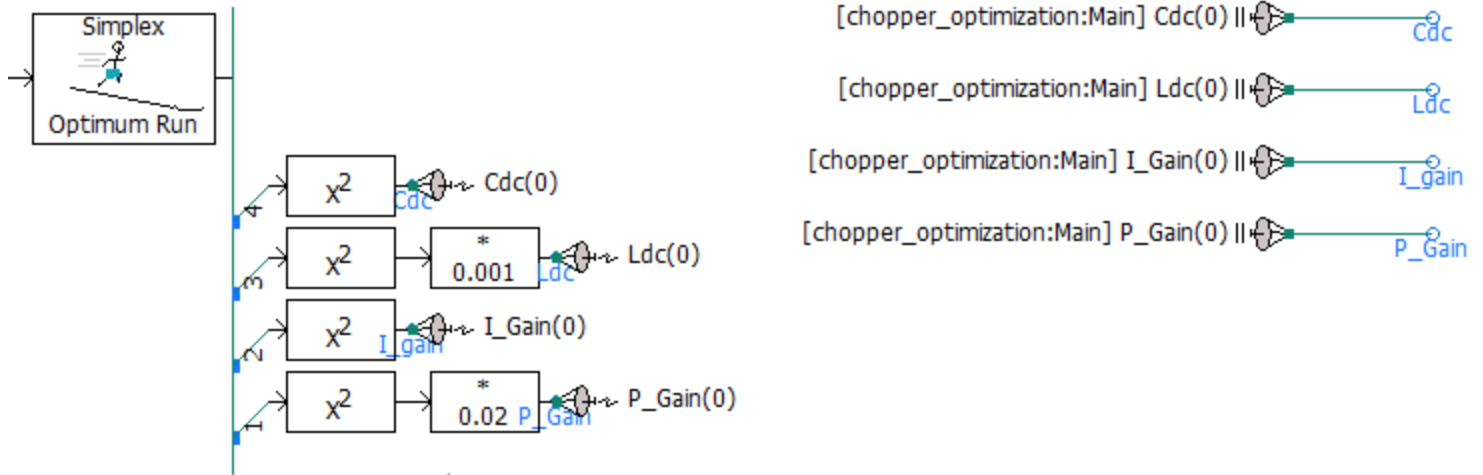 Simplex
Optimum Run
4
X2
Cdc
Cdc(0)
3
X2
*
0.001
Ldc
Ldc(0)
2
X2
I_gain
I_Gain(0)
1
X2
*
0.02
P_Gain
P_Gain(0)
[chopper_optimization:Main] Cdc(0)
Cdc
[chopper_optimization:Main] Ldc(0)
Ldc
[chopper_optimization:Main] I_Gain(0)
I_gain
[chopper_optimization:Main] P_Gain(0)
P_Gain